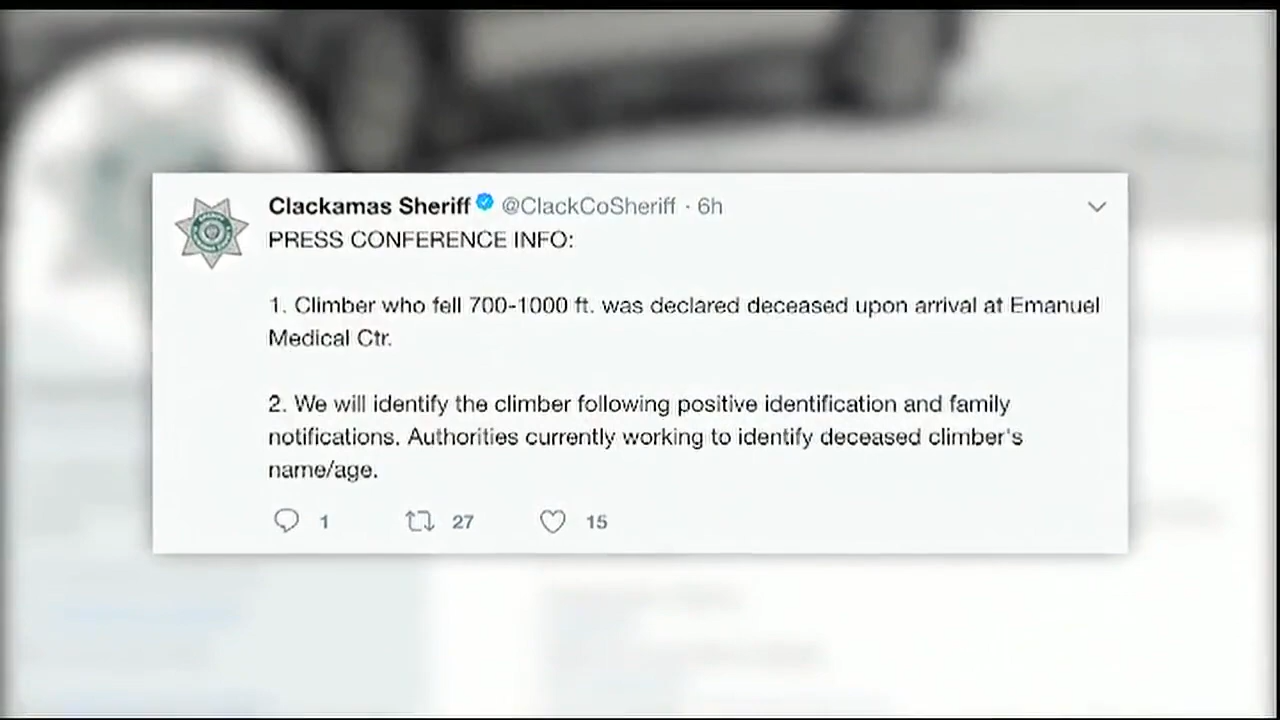 Clackamas Sheriff @ClackCoSheriff · 6h
PRESS CONFERENCE INFO:
1. Climber who fell 700-1000 ft. was declared deceased upon arrival at Emanuel
Medical Ctr.
2. We will identify the climber following positive identification and family
notifications. Authorities currently working to identify deceased climber's
name/age.
1 27 15